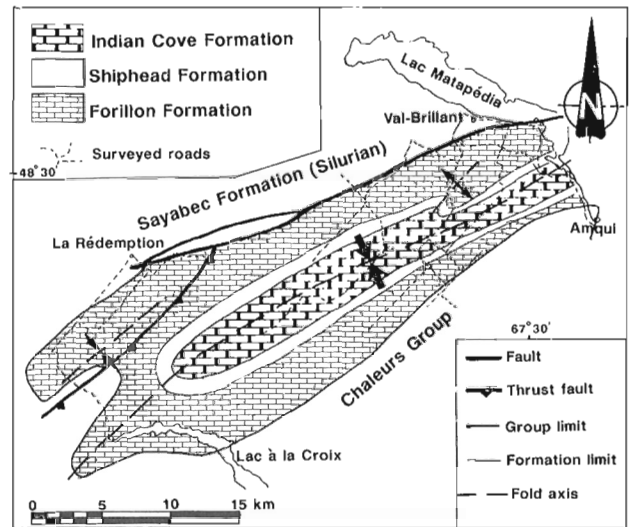 Indian Cove Formation
Shiphead Formation
Forillon Formation
Surveyed roads
48°30
Lac Matapédia
Val-Brillant
N
Sayabec Formation (Silurian)
La Rédemption
Amqui
67°30
Chaleurs Group
Lac à la Croix
Fault
Thrust fault
Group limit
Formation limit
Fold axis
0 5 10 15 km